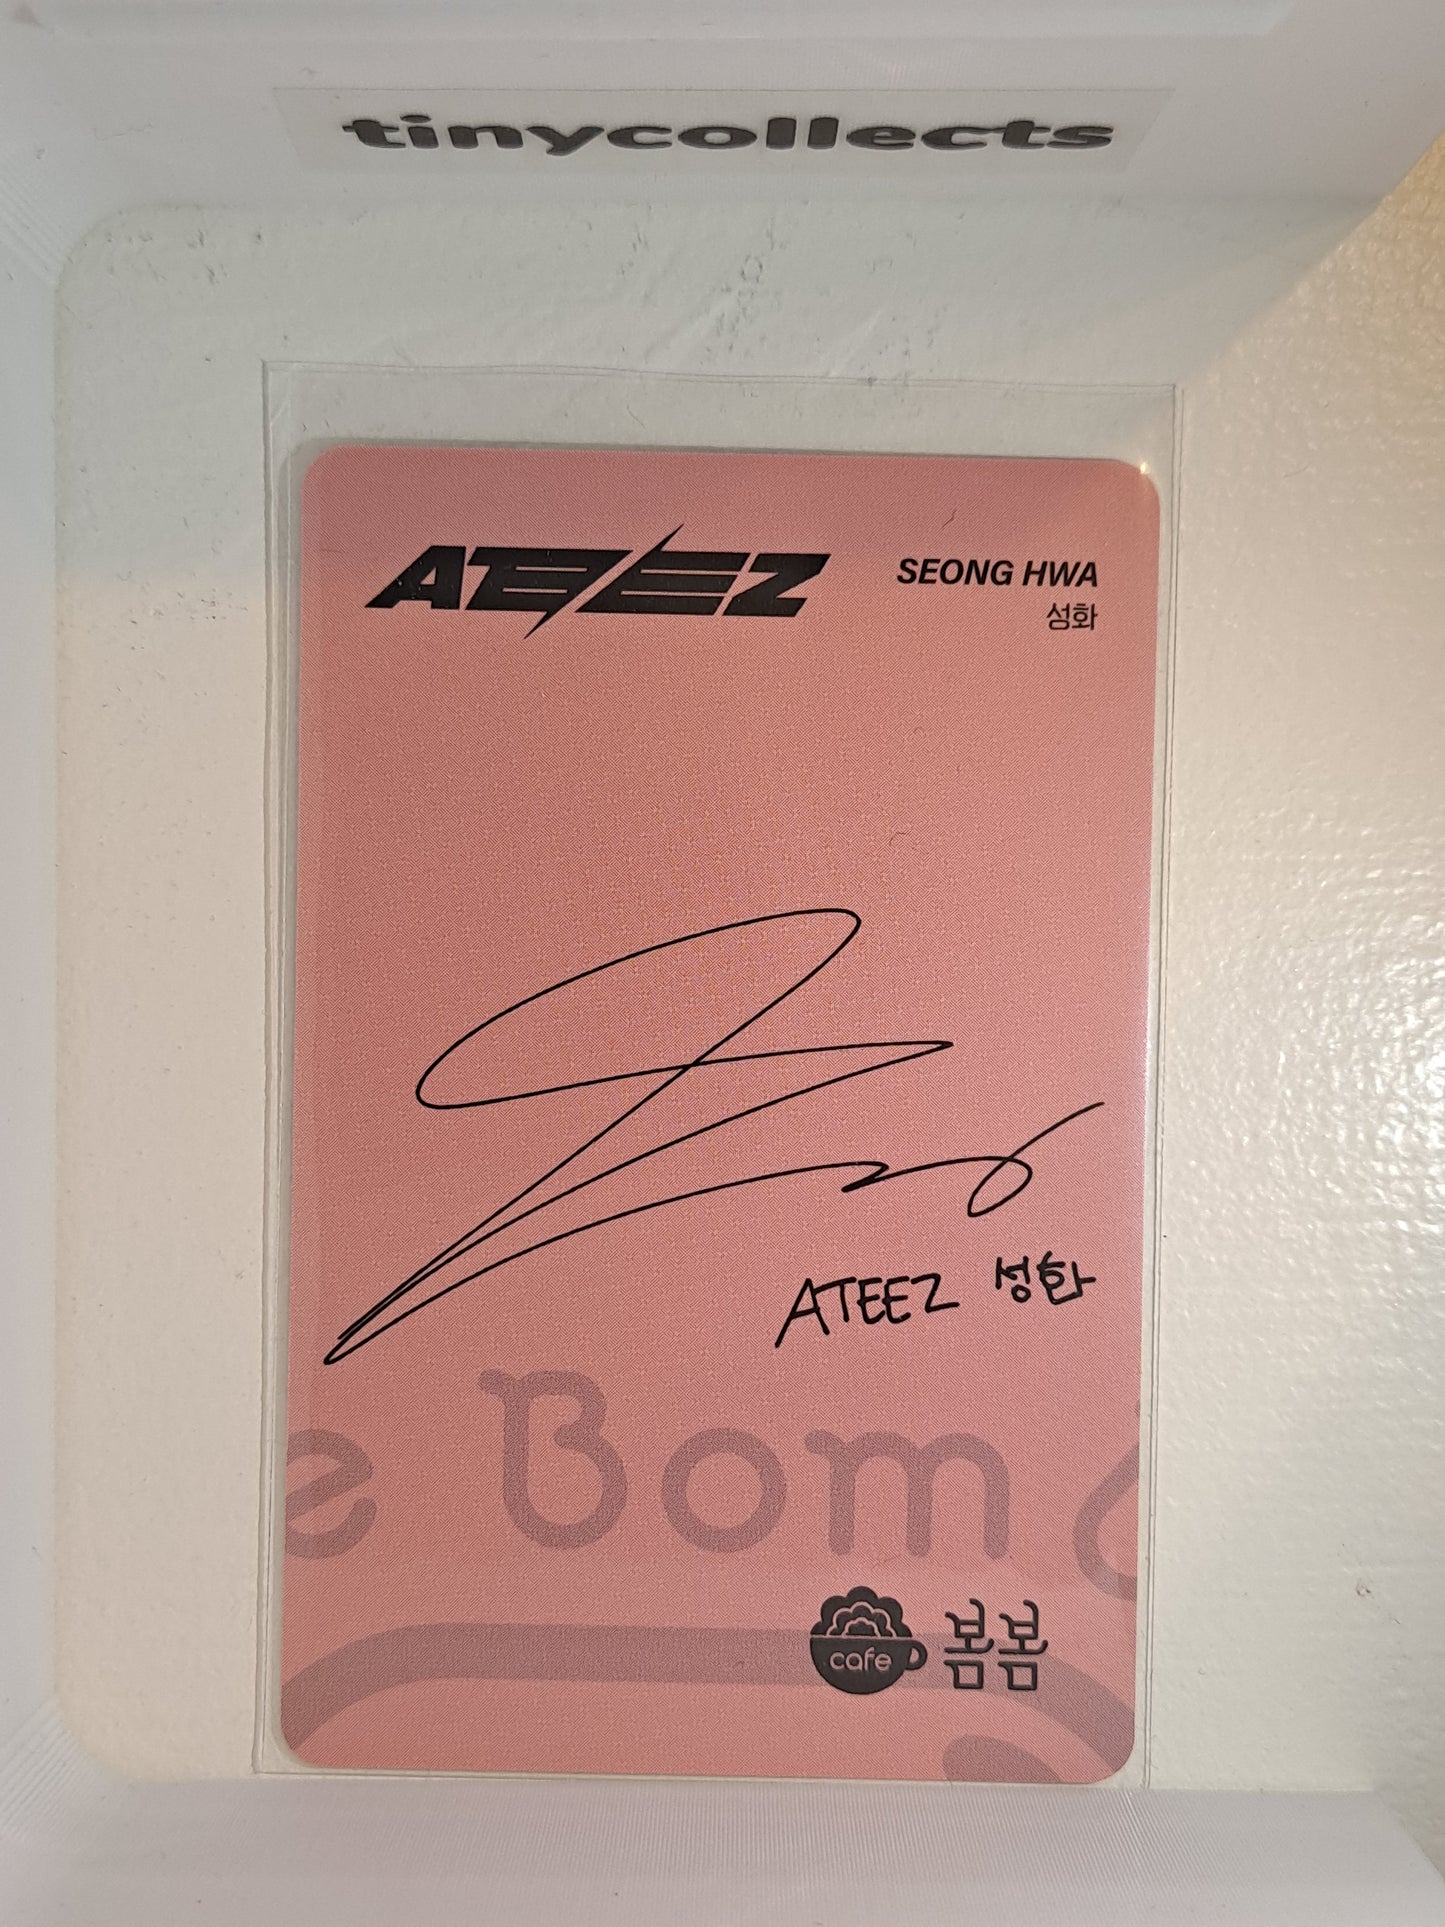 tinycollects
ATEEZ
SEONG HWA
성화
ATEEZ 성화
e Bom
cafe 봄봄